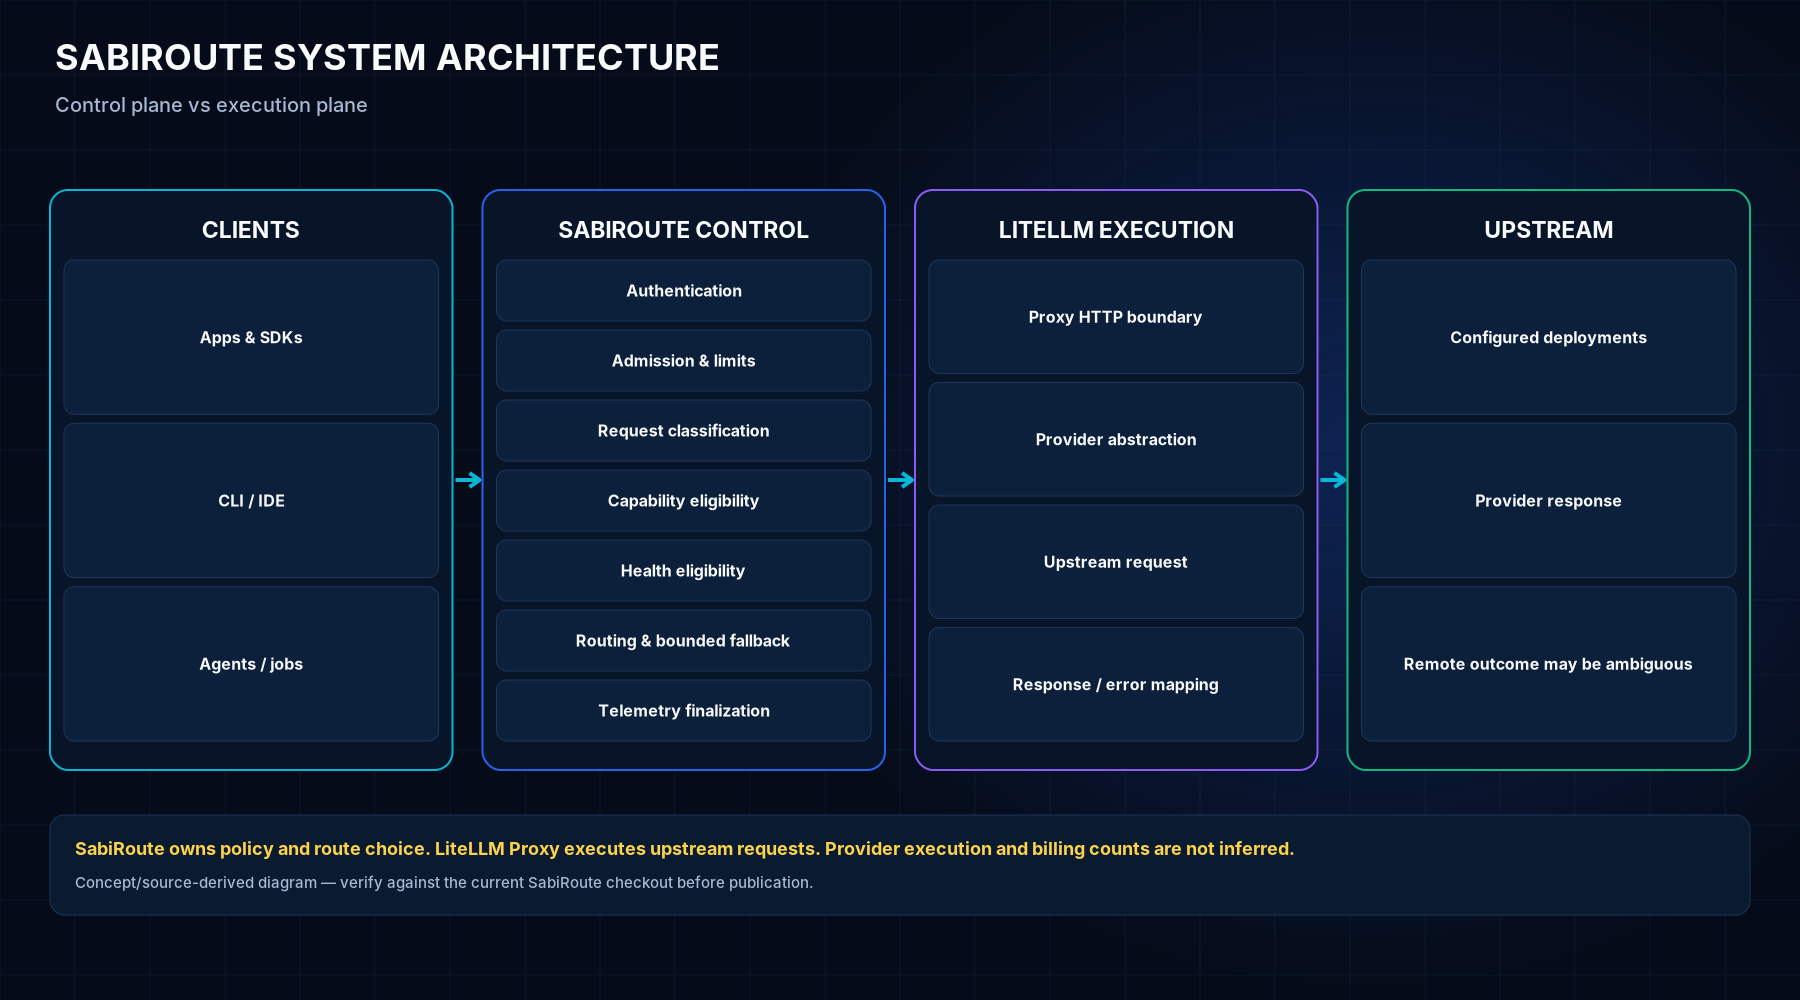 SABIROUTE SYSTEM ARCHITECTURE
Control plane vs execution plane
CLIENTS
Apps & SDKs
CLI / IDE
Agents / jobs
SABIROUTE CONTROL
Authentication
Admission & limits
Request classification
Capability eligibility
Health eligibility
Routing & bounded fallback
Telemetry finalization
LITELLM EXECUTION
Proxy HTTP boundary
Provider abstraction
Upstream request
Response / error mapping
UPSTREAM
Configured deployments
Provider response
Remote outcome may be ambiguous
SabiRoute owns policy and route choice. LiteLLM Proxy executes upstream requests. Provider execution and billing counts are not inferred.
Concept/source-derived diagram — verify against the current SabiRoute checkout before publication.